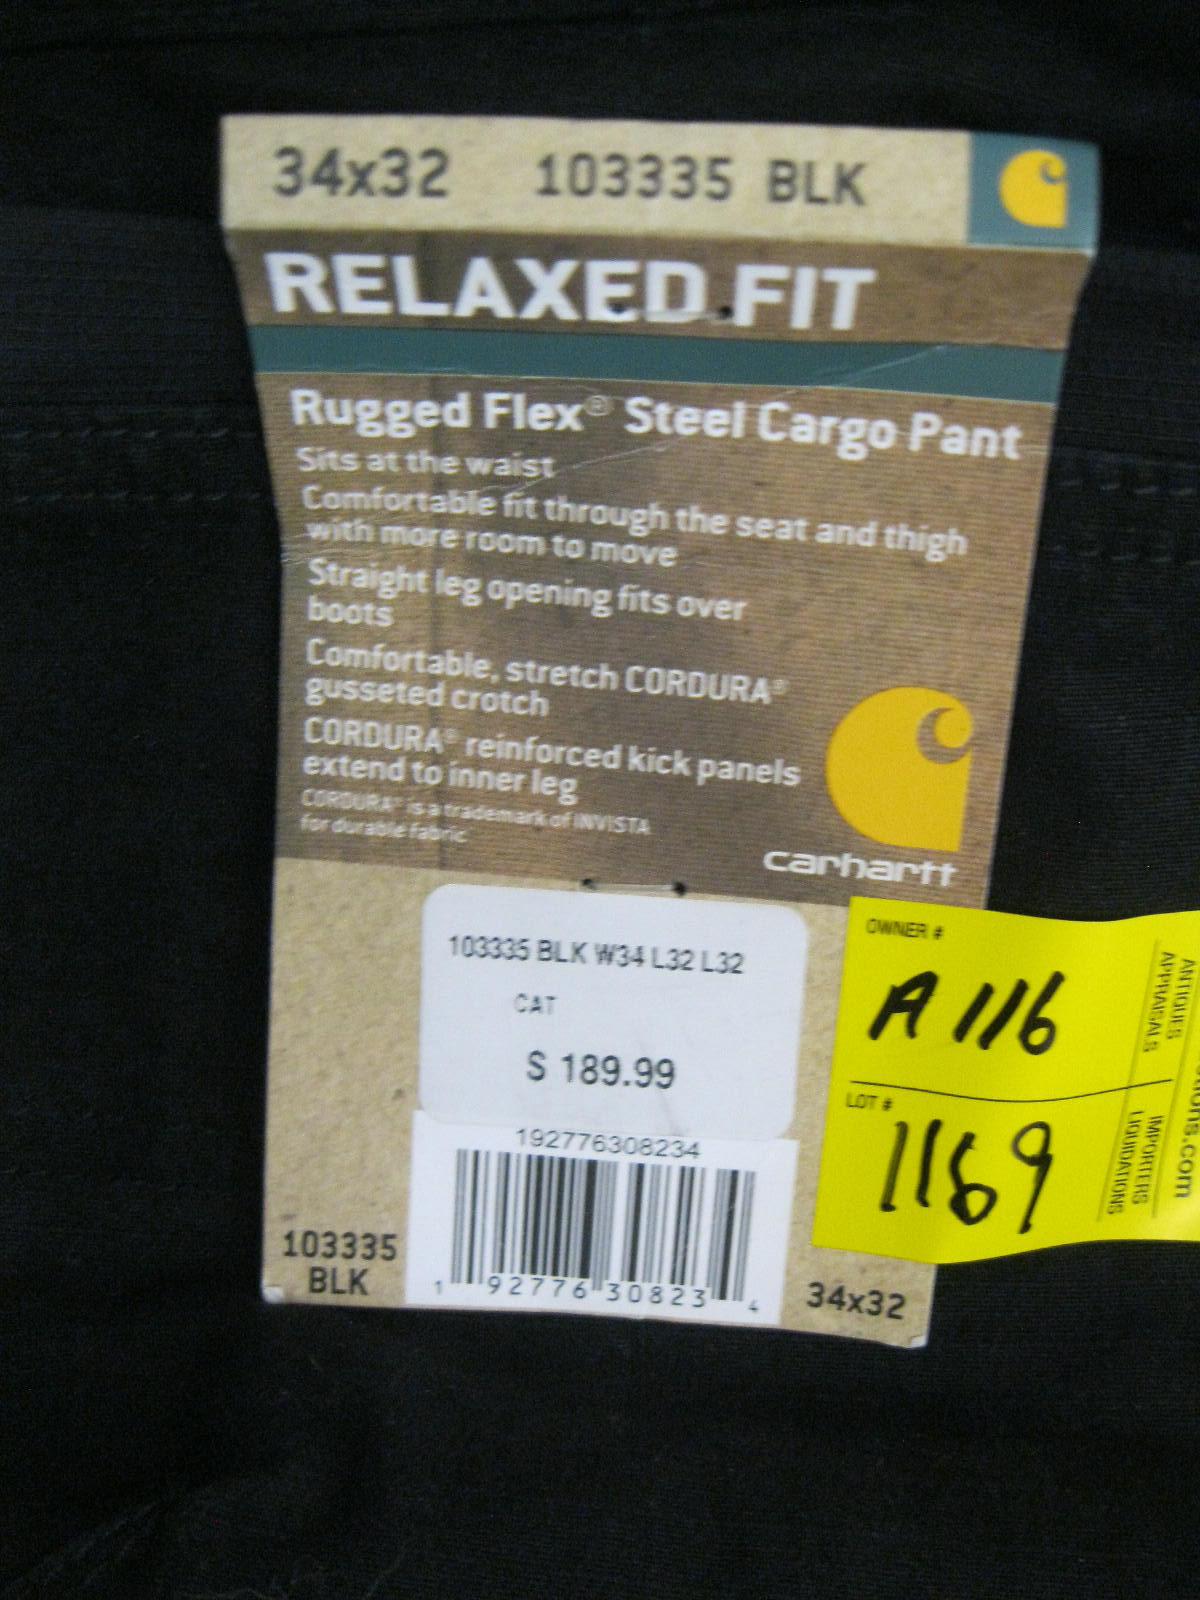 34x32 103335 BLK
RELAXED FIT
Rugged Flex® Steel Cargo Pant
Sits at the waist
Comfortable fit through the seat and thigh
with more room to move
Straight leg opening fits over
boots
Comfortable, stretch CORDURA®
gusseted crotch
CORDURA® reinforced kick panels
extend to inner leg
CORDURA® is a trademark of INVISTA
for durable fabric
carhartt
103335 BLK W34 L32 L32
CAT
$ 189.99
192776308234
1 92776 30823 4
103335
BLK
34x32
OWNER #
A 116
LOT #
1169
ANTIQUES
APPRAISALS
IMPORTERS
LIQUIDATIONS